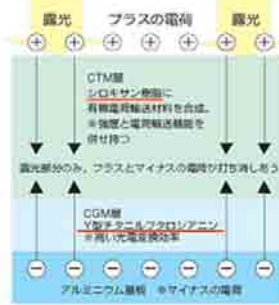 露光 プラスの電荷 露光
CTM層
シロキサン樹脂に
有機電荷輸送材料を合成。
※強度と電荷輸送機能を
併せ持つ
露光部分のみ、プラスとマイナスの電荷が打ち消しあう
CGM層
Y型チタニルフタロシアニン
※高い光電変換効率
アルミニウム基板 ※マイナスの電荷